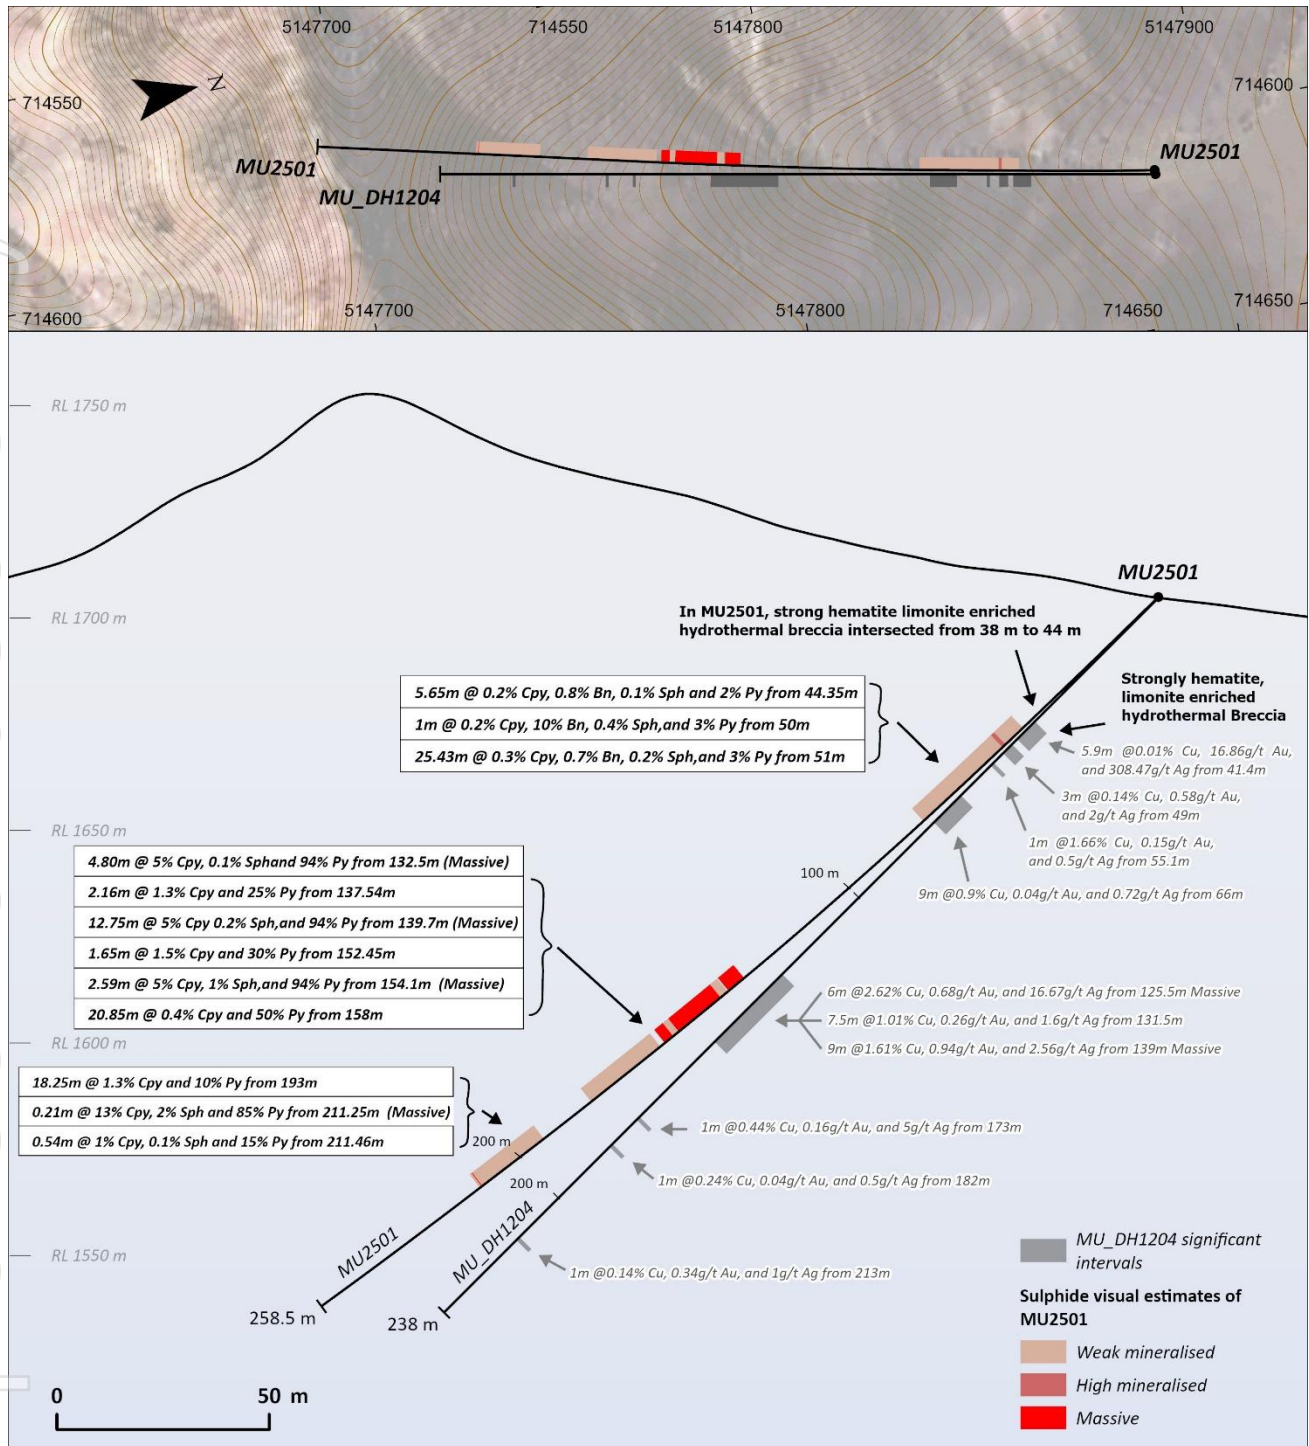 5147700
714550
5147800
5147900
N
714550
714600
MU2501
MU2501
MU_DH1204
714600
5147700
5147800
714650
714650
RL 1750 m
MU2501
In MU2501, strong hematite limonite enriched
hydrothermal breccia intersected from 38 m to 44 m
RL 1700 m
5.65m @ 0.2% Cpy, 0.8% Bn, 0.1% Sph and 2% Py from 44.35m
1m @ 0.2% Cpy, 10% Bn, 0.4% Sph,and 3% Py from 50m
25.43m @ 0.3% Cpy, 0.7% Bn, 0.2% Sph,and 3% Py from 51m
Strongly hematite,
limonite enriched
hydrothermal Breccia
5.9m @0.01% Cu, 16.86g/t Au,
and 308.47g/t Ag from 41.4m
3m @0.14% Cu, 0.58g/t Au,
and 2g/t Ag from 49m
1m @1.66% Cu, 0.15g/t Au,
and 0.5g/t Ag from 55.1m
9m @0.9% Cu, 0.04g/t Au, and 0.72g/t Ag from 66m
RL 1650 m
100 m
4.80m @ 5% Cpy, 0.1% Sphand 94% Py from 132.5m (Massive)
2.16m @ 1.3% Cpy and 25% Py from 137.54m
12.75m @ 5% Cpy 0.2% Sph,and 94% Py from 139.7m (Massive)
1.65m @ 1.5% Cpy and 30% Py from 152.45m
2.59m @ 5% Cpy, 1% Sph,and 94% Py from 154.1m (Massive)
20.85m @ 0.4% Cpy and 50% Py from 158m
6m @2.62% Cu, 0.68g/t Au, and 16.67g/t Ag from 125.5m Massive
7.5m @1.01% Cu, 0.26g/t Au, and 1.6g/t Ag from 131.5m
9m @1.61% Cu, 0.94g/t Au, and 2.56g/t Ag from 139m Massive
RL 1600 m
18.25m @ 1.3% Cpy and 10% Py from 193m
0.21m @ 13% Cpy, 2% Sph and 85% Py from 211.25m (Massive)
0.54m @ 1% Cpy, 0.1% Sph and 15% Py from 211.46m
1m @0.44% Cu, 0.16g/t Au, and 5g/t Ag from 173m
200 m
1m @0.24% Cu, 0.04g/t Au, and 0.5g/t Ag from 182m
200 m
MU2501
MU_DH1204
RL 1550 m
1m @0.14% Cu, 0.34g/t Au, and 1g/t Ag from 213m
258.5 m
238 m
MU_DH1204 significant
intervals
Sulphide visual estimates of
MU2501
Weak mineralised
High mineralised
Massive
0 50 m